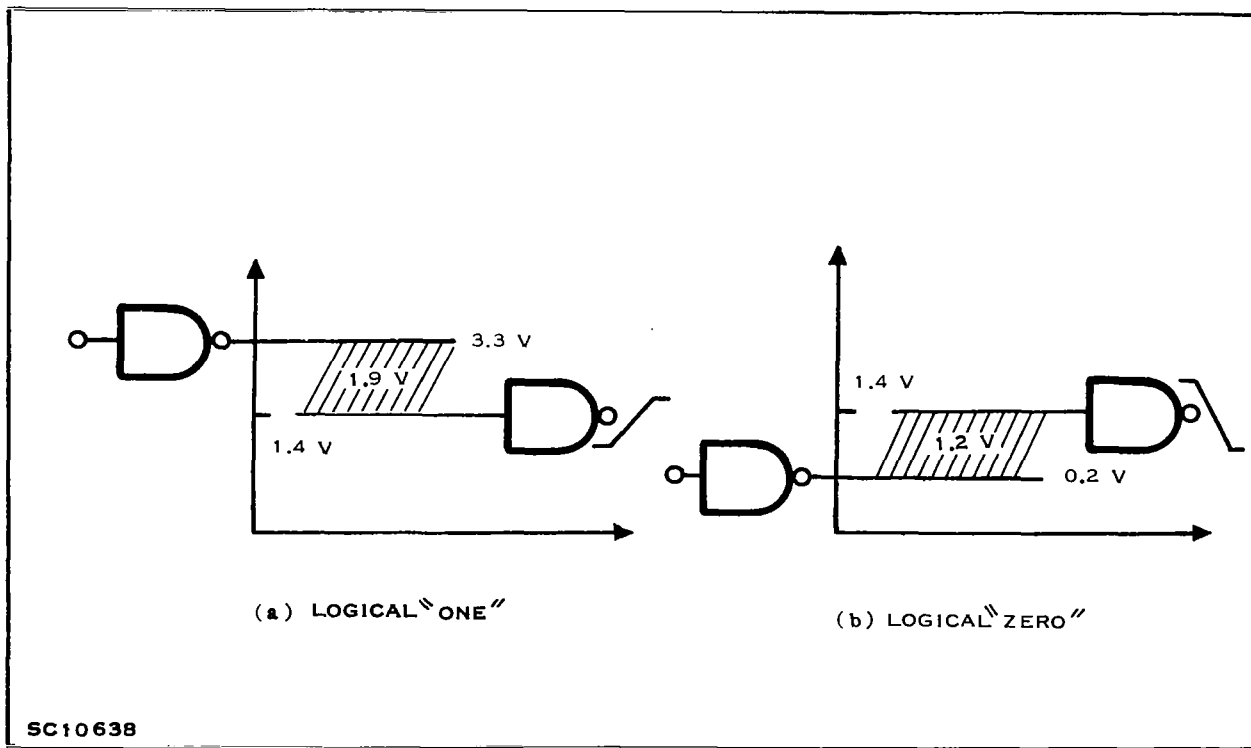 3.3 V
1.9 V
1.4 V
(a) LOGICAL "ONE"
1.4 V
1.2 V
0.2 V
(b) LOGICAL "ZERO"
SC10638